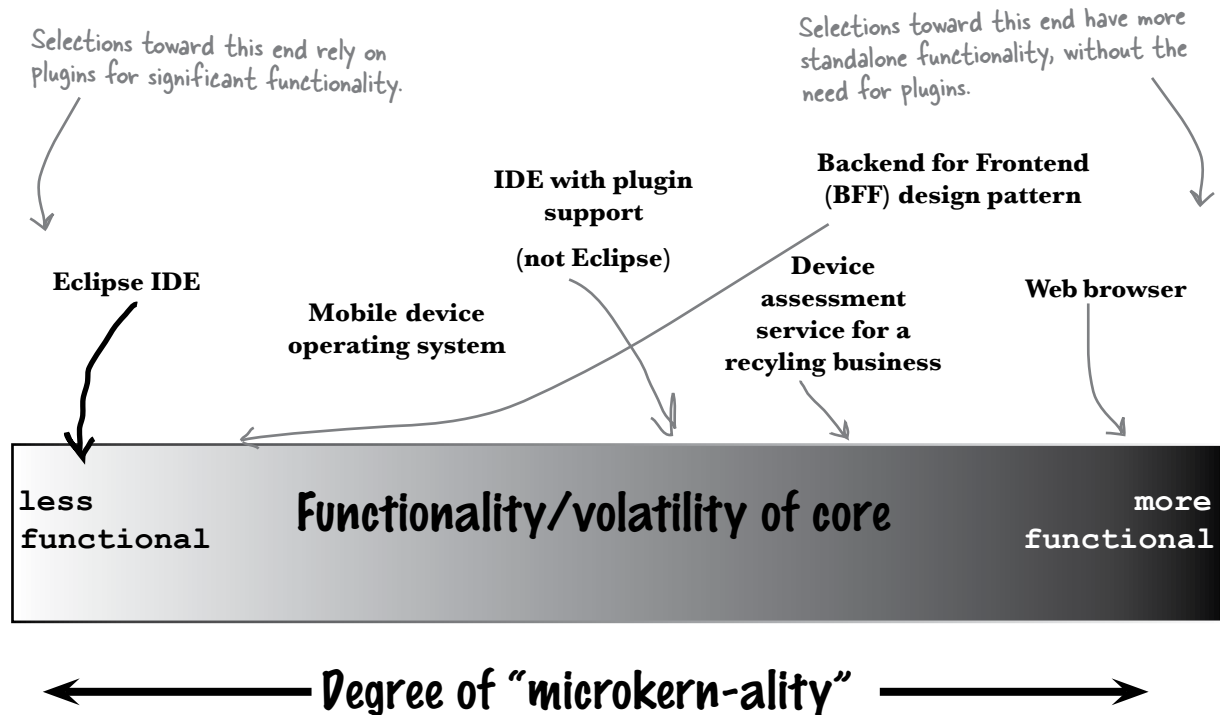 Selections toward this end rely on
plugins for significant functionality.
Selections toward this end have more
standalone functionality, without the
need for plugins.
Eclipse IDE
Mobile device
operating system
IDE with plugin
support
(not Eclipse)
Backend for Frontend
(BFF) design pattern
Device
assessment
service for a
recyling business
Web browser
less
functional
Functionality/volatility of core
more
functional
Degree of “microkern-ality”